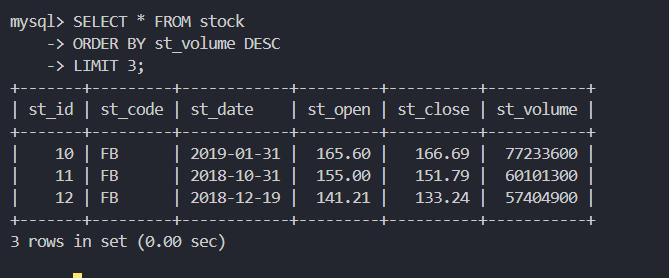 mysql> SELECT * FROM stock
    -> ORDER BY st_volume DESC
    -> LIMIT 3;
+-------+---------+------------+---------+----------+-----------+
| st_id | st_code | st_date    | st_open | st_close | st_volume |
+-------+---------+------------+---------+----------+-----------+
|    10 | FB      | 2019-01-31 |  165.60 |   166.69 |  77233600 |
|    11 | FB      | 2018-10-31 |  155.00 |   151.79 |  60101300 |
|    12 | FB      | 2018-12-19 |  141.21 |   133.24 |  57404900 |
+-------+---------+------------+---------+----------+-----------+
3 rows in set (0.00 sec)